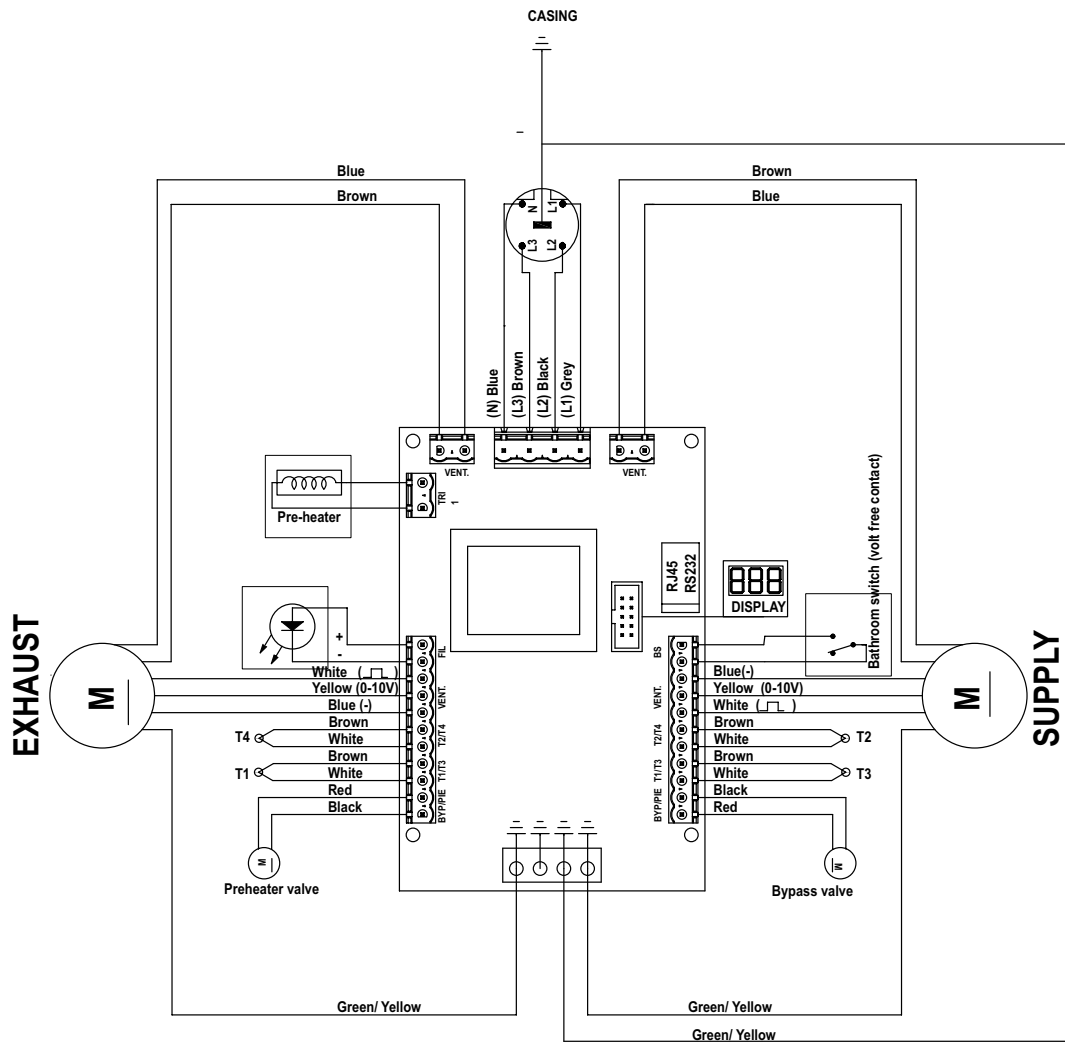 CASING
Blue
Brown
Brown
Blue
N
L1
L3
L2
(N) Blue
(L3) Brown
(L2) Black
(L1) Grey
VENT.
VENT.
TRI
1
Pre-heater
RJ45
RS232
DISPLAY
Bathroom switch (volt free contact)
EXHAUST
M
+
-
FIL
White ( )
Yellow (0-10V)
VENT.
Blue (-)
Brown
T4
T2/T4
White
Brown
T1
T1/T3
White
Red
Black
BYP/PIE
M
Preheater valve
BS
Blue(-)
VENT.
Yellow (0-10V)
White ( )
Brown
T2/T4
T2
White
Brown
T1/T3
T3
White
Black
BYP/PIE
Red
M
Bypass valve
M
SUPPLY
Green/ Yellow
Green/ Yellow
Green/ Yellow